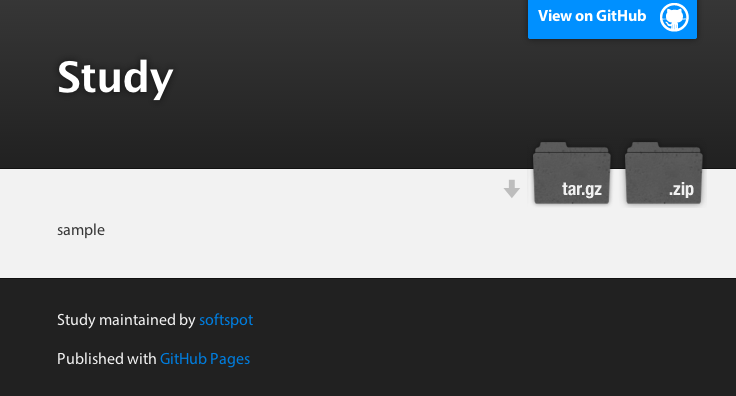 View on GitHub
Study
tar.gz
.zip
sample
Study maintained by softspot
Published with GitHub Pages